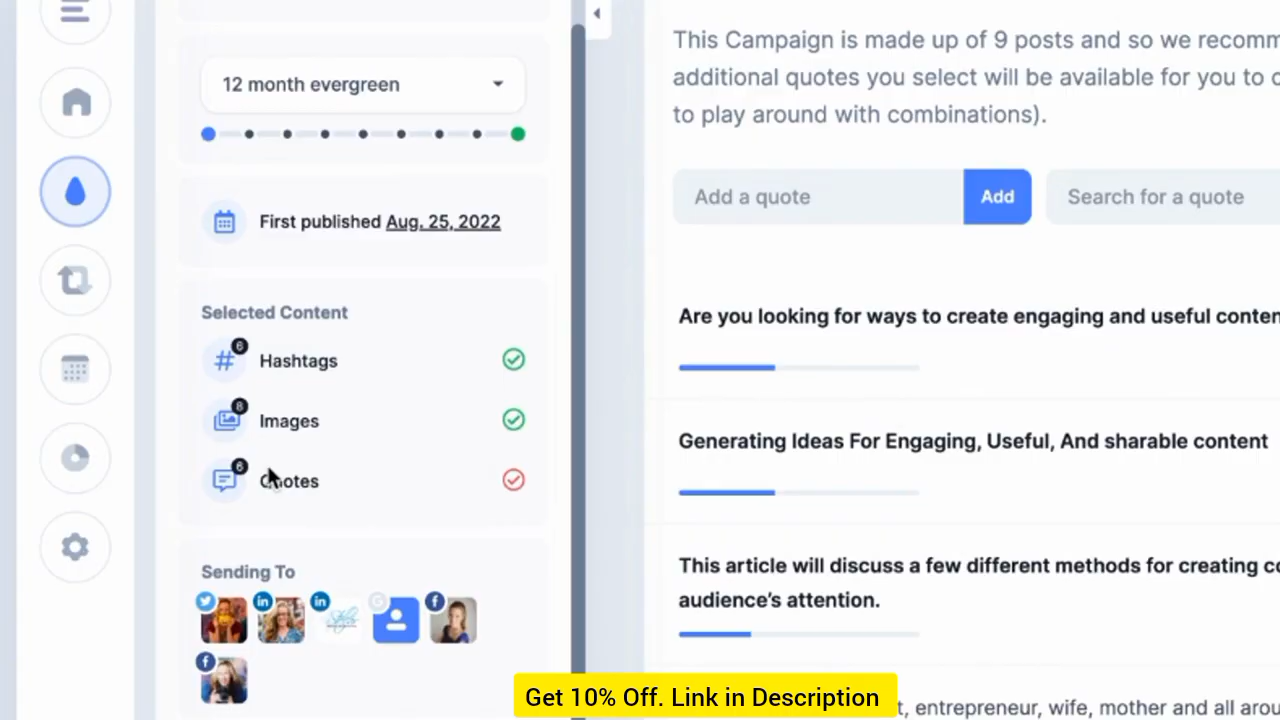 12 month evergreen
First published Aug. 25, 2022
Selected Content
6
Hashtags
8
Images
6
Quotes
Sending To
This Campaign is made up of 9 posts and so we recomm
additional quotes you select will be available for you to c
to play around with combinations).
Add a quote
Add
Search for a quote
Are you looking for ways to create engaging and useful conten
Generating Ideas For Engaging, Useful, And sharable content
This article will discuss a few different methods for creating co
audience's attention.
t, entrepreneur, wife, mother and all arou
Get 10% Off. Link in Description